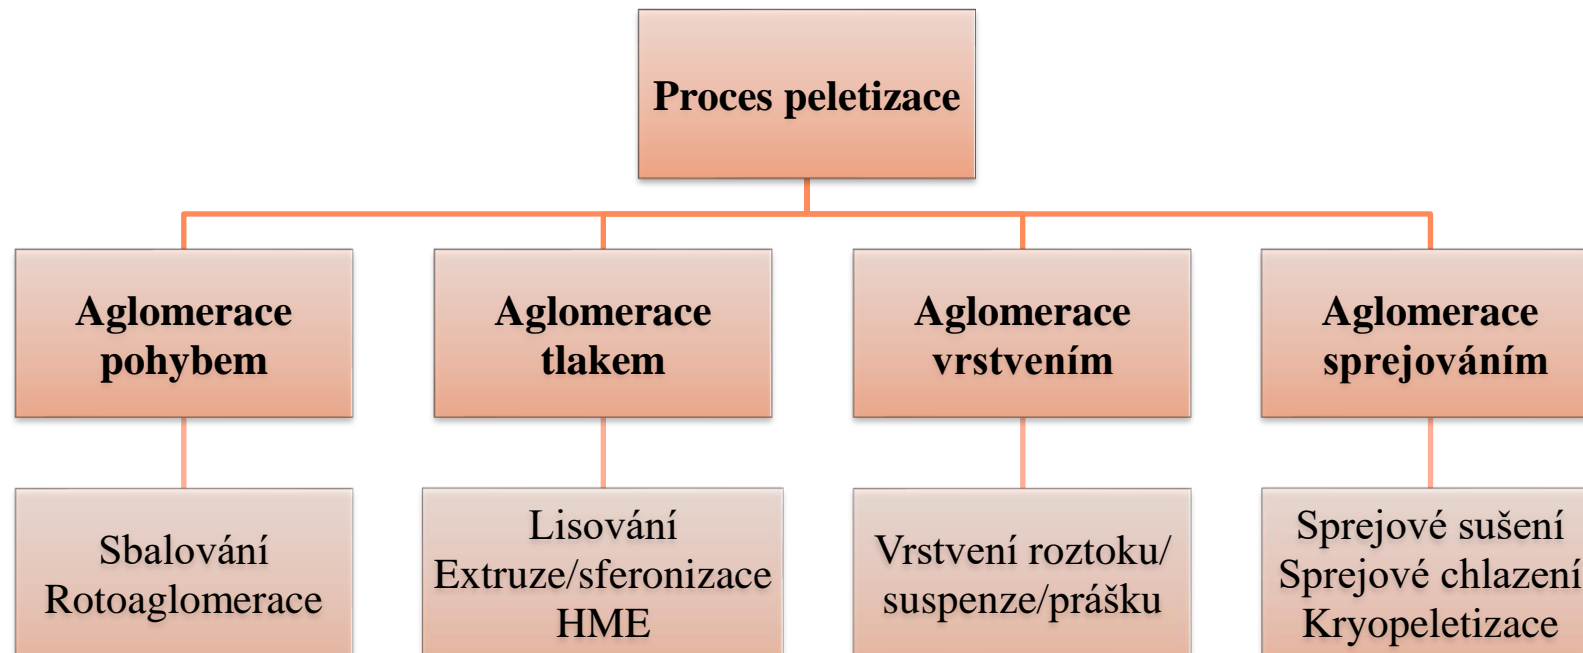 Proces peletizace
Aglomerace
pohybem
Aglomerace
tlakem
Aglomerace
vrstvením
Aglomerace
sprejováním
Sbalování
Rotoaglomerace
Lisování
Extruze/sferonizace
HME
Vrstvení roztoku/
suspenze/prášku
Sprejové sušení
Sprejové chlazení
Kryopeletizace